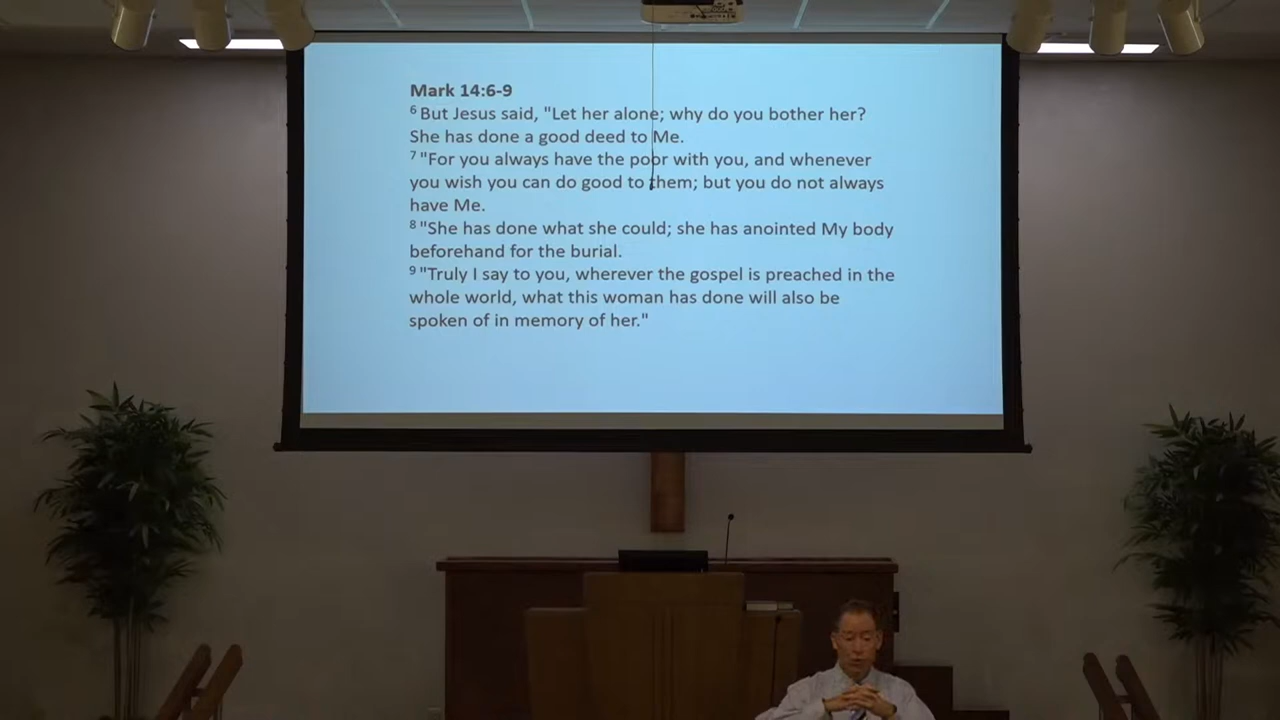 Mark 14:6-9
6 But Jesus said, "Let her alone; why do you bother her?
She has done a good deed to Me.
7 "For you always have the poor with you, and whenever
you wish you can do good to them; but you do not always
have Me.
8 "She has done what she could; she has anointed My body
beforehand for the burial.
9 "Truly I say to you, wherever the gospel is preached in the
whole world, what this woman has done will also be
spoken of in memory of her."